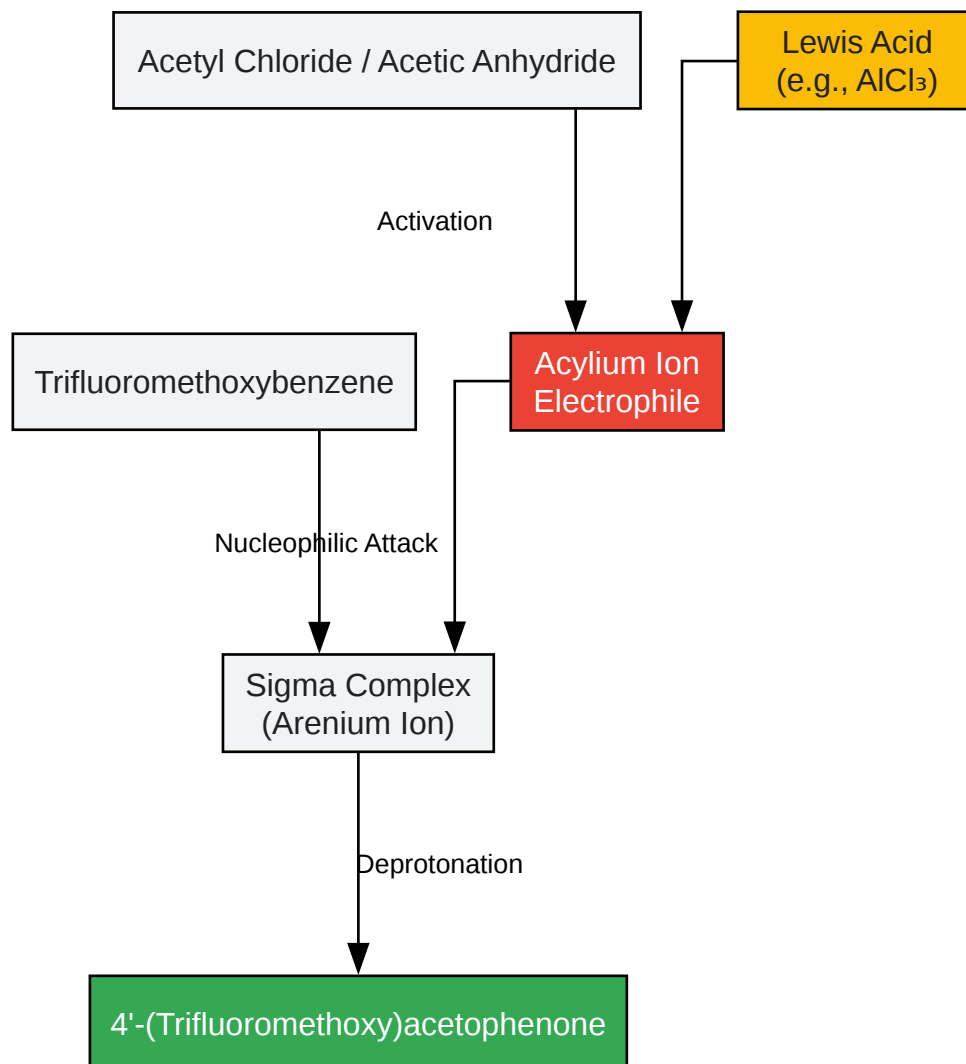 Acetyl Chloride / Acetic Anhydride
Lewis Acid
(e.g., AlCl₃)
Activation
Trifluoromethoxybenzene
Acylium Ion
Electrophile
Nucleophilic Attack
Sigma Complex
(Arenium Ion)
Deprotonation
4'-(Trifluoromethoxy)acetophenone